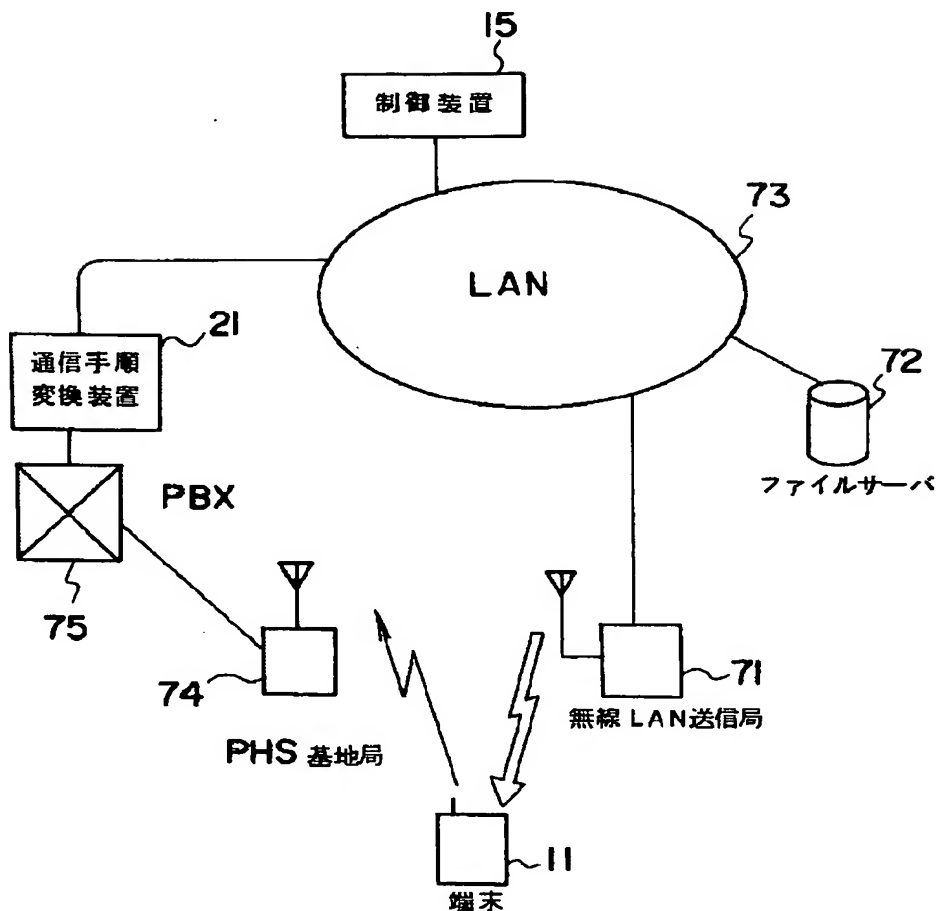 15
制御装置
73
LAN
21
通信手順
変換装置
72
ファイルサーバ
PBX
75
74
71
無線LAN送信局
PHS 基地局
11
端末